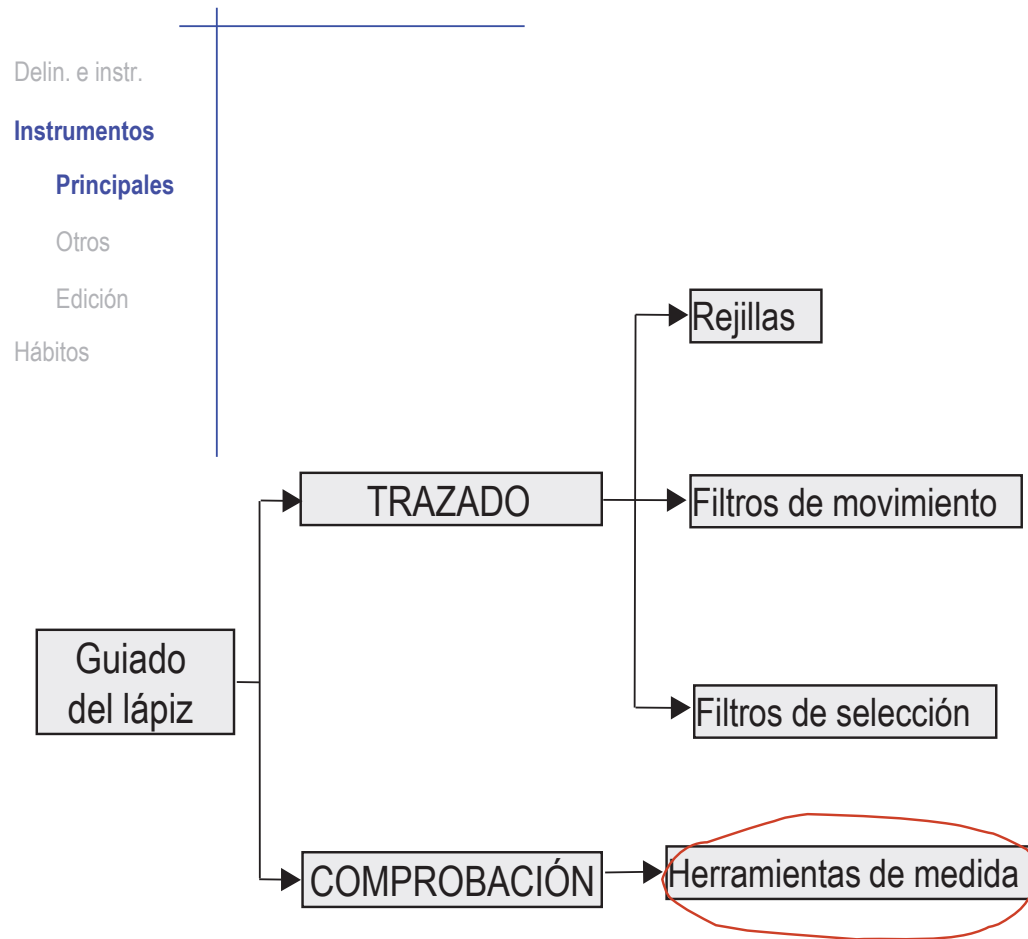 Delin. e instr.
Instrumentos
Principales
Otros
Edición
Hábitos
Rejillas
TRAZADO
Filtros de movimiento
Guiado
del lápiz
Filtros de selección
COMPROBACIÓN
Herramientas de medida